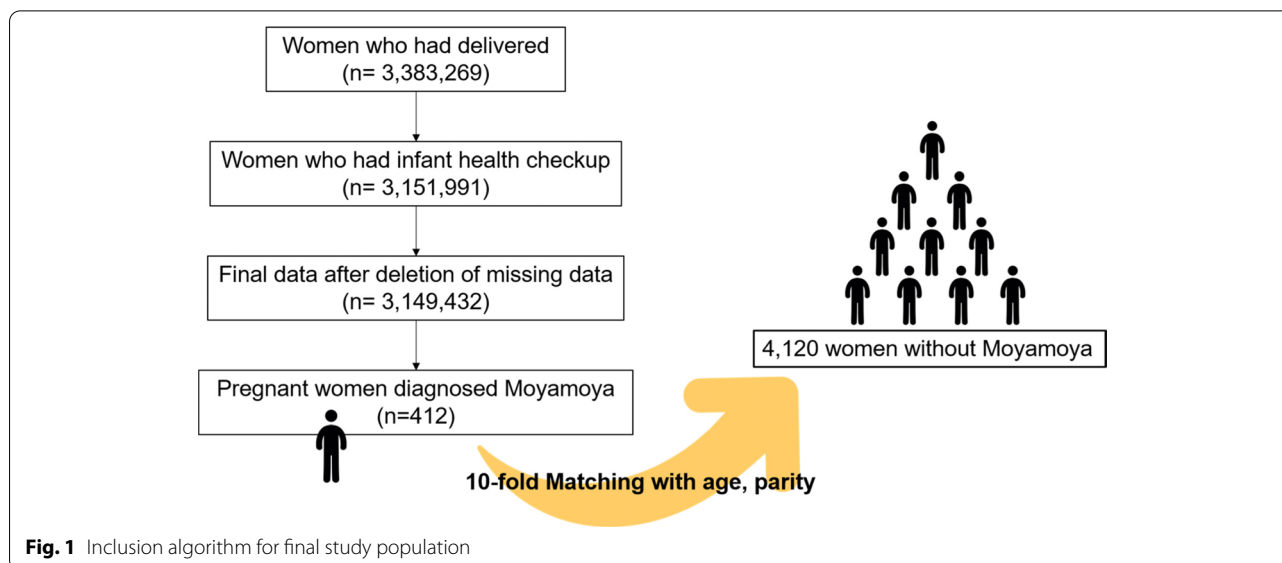 Women who had delivered
(n= 3,383,269)
Women who had infant health checkup
(n= 3,151,991)
Final data after deletion of missing data
(n= 3,149,432)
Pregnant women diagnosed Moyamoya
(n=412)
4,120 women without Moyamoya
10-fold Matching with age, parity
Fig. 1 Inclusion algorithm for final study population